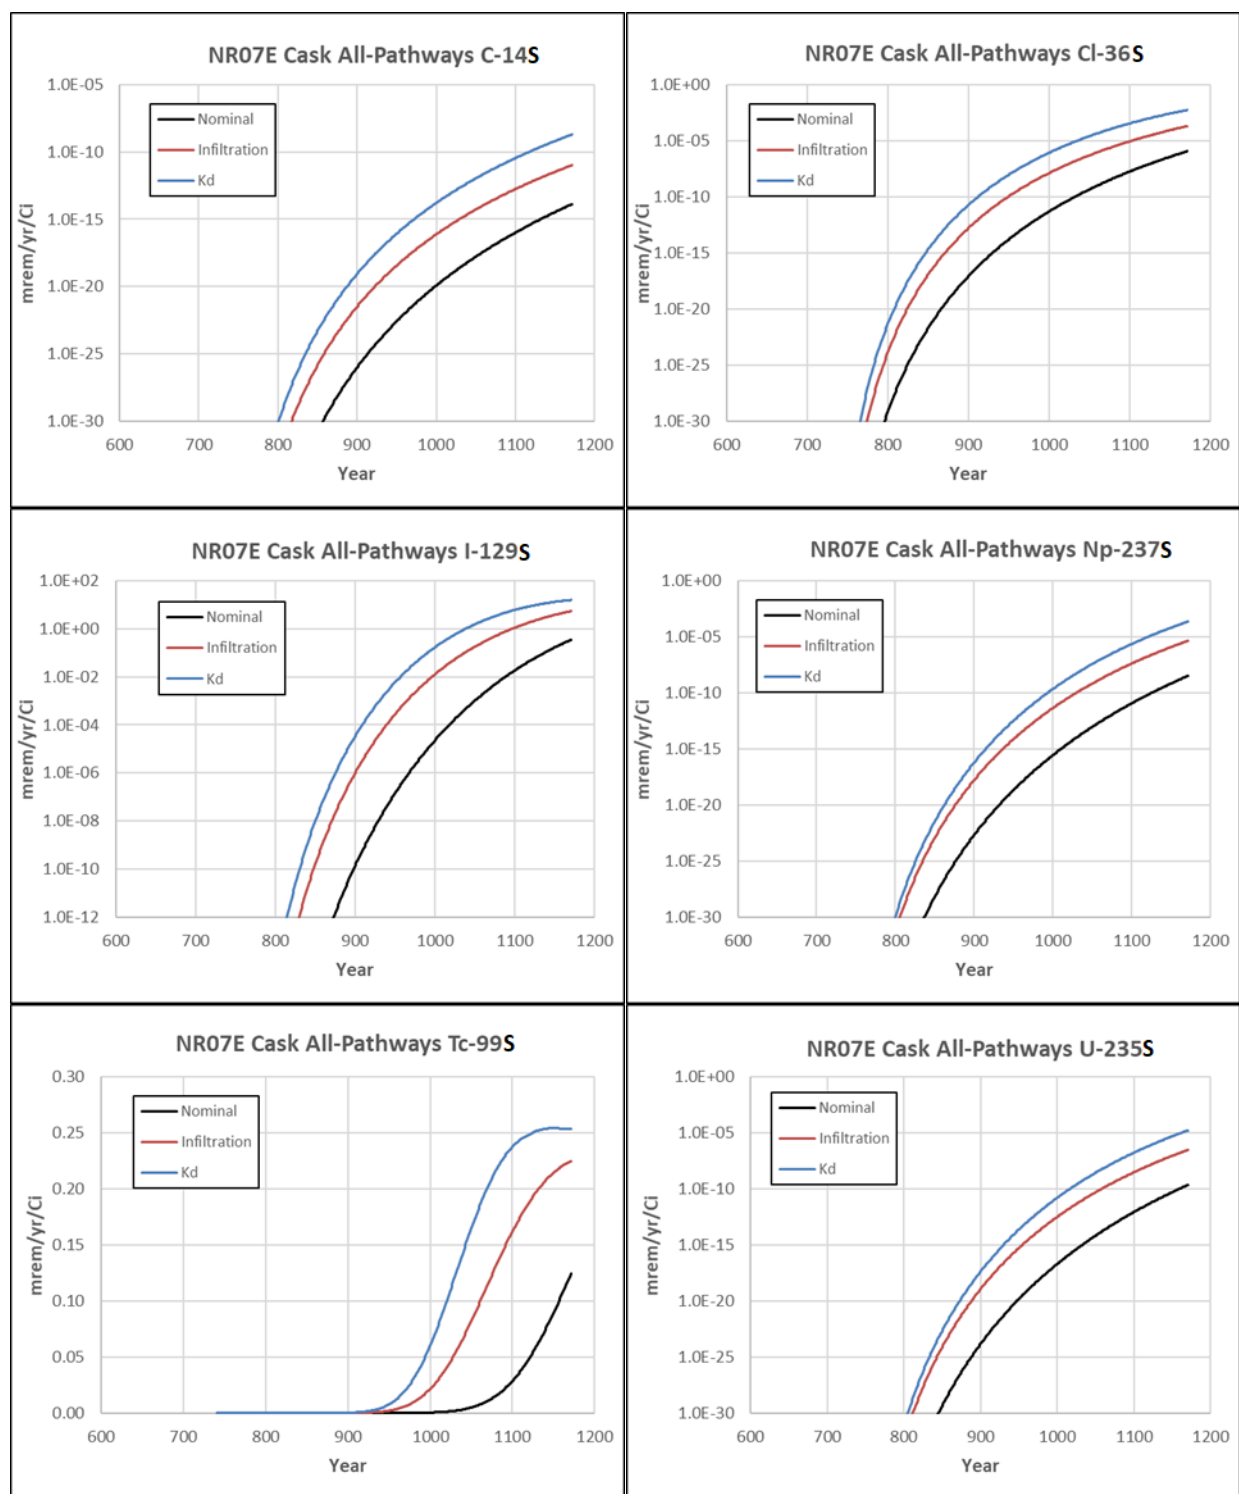 NR07E Cask All-Pathways C-14S
1.0E-05
1.0E-10
1.0E-15
1.0E-20
1.0E-25
1.0E-30
mrem/yr/Ci
Nominal
Infiltration
Kd
600 700 800 900 1000 1100 1200
Year
NR07E Cask All-Pathways Cl-36S
1.0E+00
1.0E-05
1.0E-10
1.0E-15
1.0E-20
1.0E-25
1.0E-30
mrem/yr/Ci
Nominal
Infiltration
Kd
600 700 800 900 1000 1100 1200
Year
NR07E Cask All-Pathways I-129S
1.0E+02
1.0E+00
1.0E-02
1.0E-04
1.0E-06
1.0E-08
1.0E-10
1.0E-12
mrem/yr/Ci
Nominal
Infiltration
Kd
600 700 800 900 1000 1100 1200
Year
NR07E Cask All-Pathways Np-237S
1.0E+00
1.0E-05
1.0E-10
1.0E-15
1.0E-20
1.0E-25
1.0E-30
mrem/yr/Ci
Nominal
Infiltration
Kd
600 700 800 900 1000 1100 1200
Year
NR07E Cask All-Pathways Tc-99S
0.30
0.25
0.20
0.15
0.10
0.05
0.00
mrem/yr/Ci
Nominal
Infiltration
Kd
600 700 800 900 1000 1100 1200
Year
NR07E Cask All-Pathways U-235S
1.0E+00
1.0E-05
1.0E-10
1.0E-15
1.0E-20
1.0E-25
1.0E-30
mrem/yr/Ci
Nominal
Infiltration
Kd
600 700 800 900 1000 1100 1200
Year